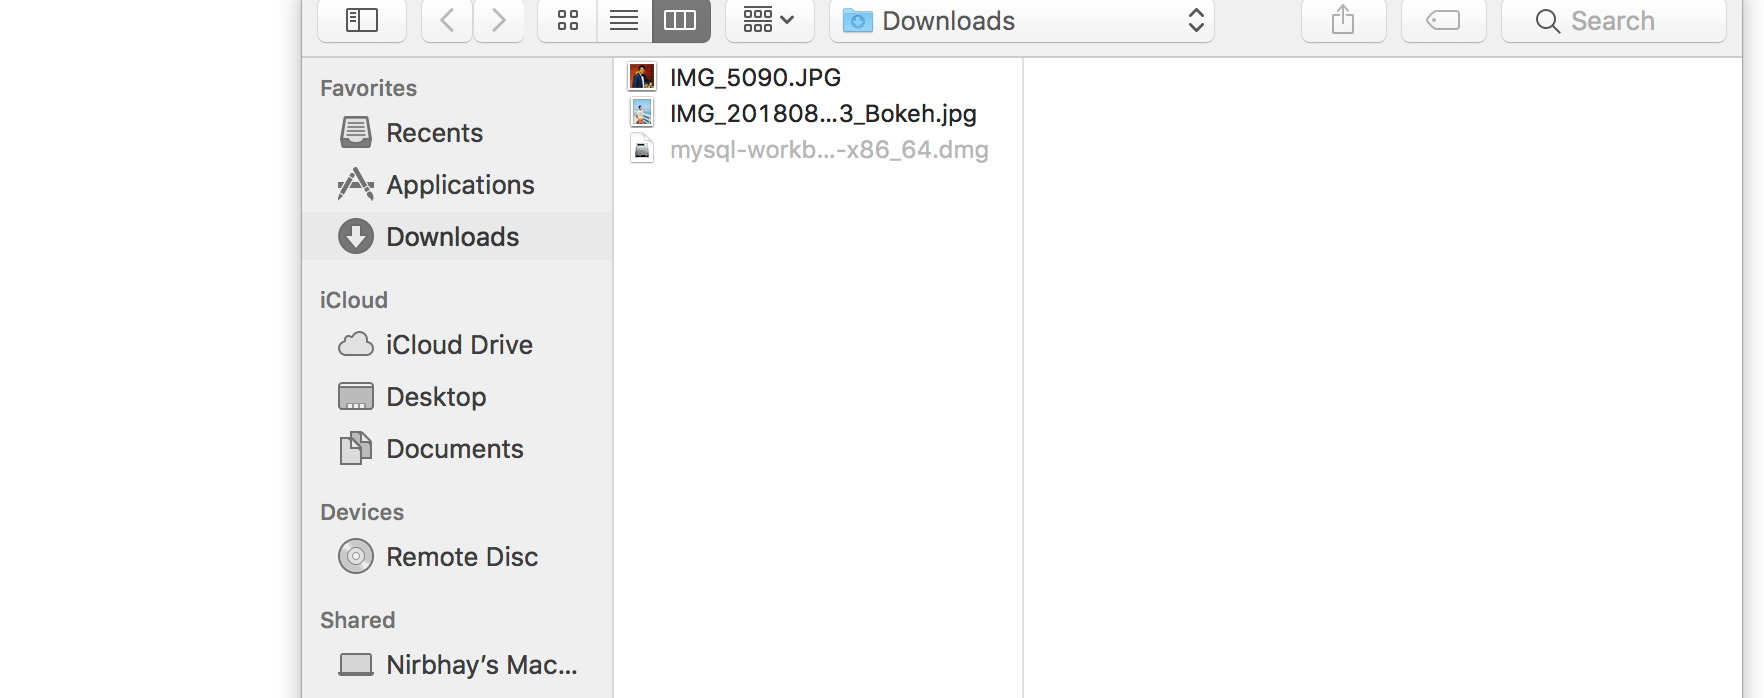 Downloads
Search
Favorites
Recents
Applications
Downloads
iCloud
iCloud Drive
Desktop
Documents
Devices
Remote Disc
Shared
Nirbhay’s Mac...
IMG_5090.JPG
IMG_201808...3_Bokeh.jpg
mysql-workb...-x86_64.dmg